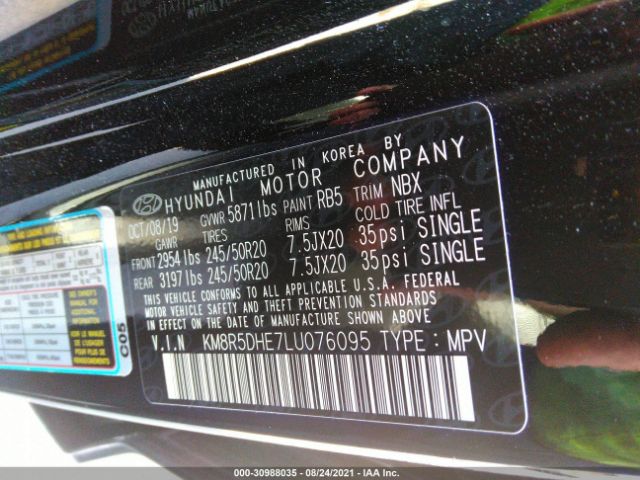 MANUFACTURED IN KOREA BY
HYUNDAI MOTOR COMPANY
OCT/08/19 GVWR 5871lbs PAINT RB5 TRIM NBX
GAWR TIRES RIMS COLD TIRE INFL
FRONT 2954 lbs 245/50R20 7.5JX20 35psi SINGLE
REAR 3197 lbs 245/50R20 7.5JX20 35psi SINGLE
THIS VEHICLE CONFORMS TO ALL APPLICABLE U.S.A. FEDERAL
MOTOR VEHICLE SAFETY AND THEFT PREVENTION STANDARDS
IN EFFECT ON THE DATE OF MANUFACTURE SHOWN ABOVE
V.I.N KM8R5DHE7LU076095 TYPE : MPV
C05
000-30988035 - 08/24/2021 - IAA Inc.